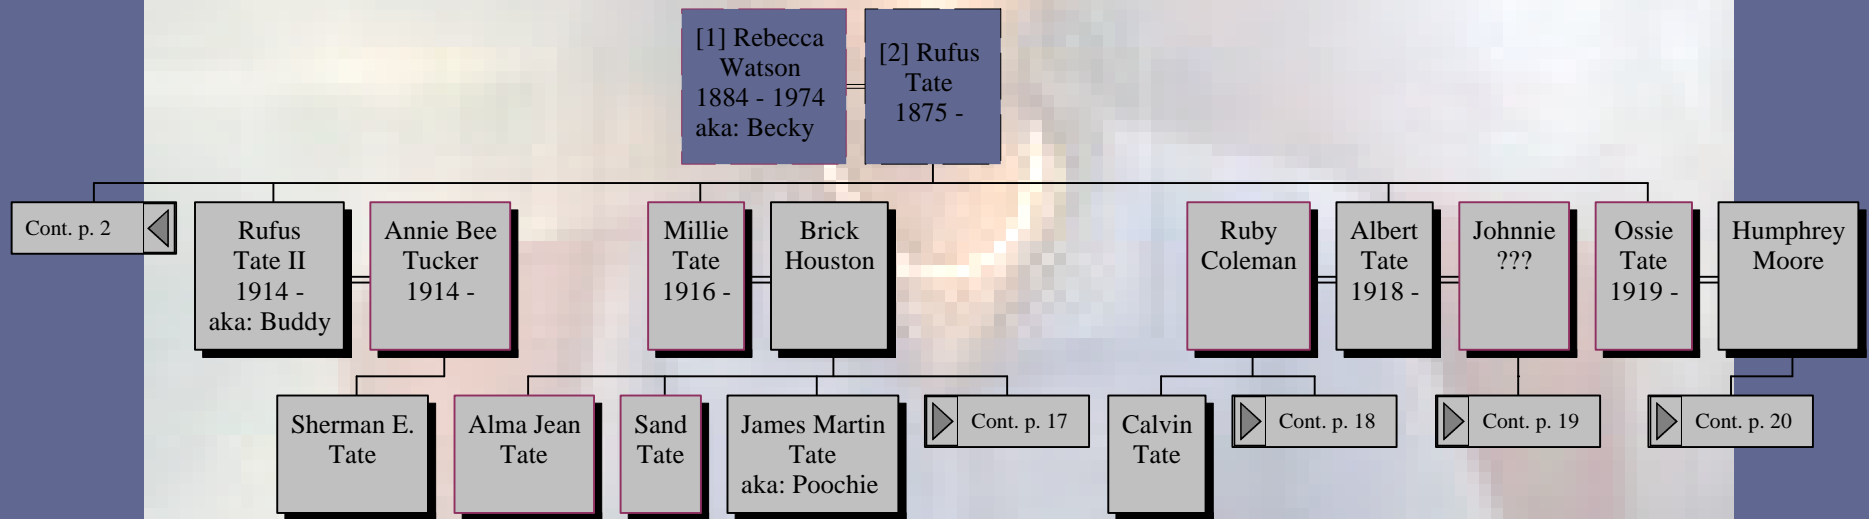 [1] Rebecca
Watson
1884 - 1974
aka: Becky
[2] Rufus
Tate
1875 -
Cont. p. 2
Rufus
Tate II
1914 -
aka: Buddy
Annie Bee
Tucker
1914 -
Millie
Tate
1916 -
Brick
Houston
Ruby
Coleman
Albert
Tate
1918 -
Johnnie
???
Ossie
Tate
1919 -
Humphrey
Moore
Sherman E.
Tate
Alma Jean
Tate
Sand
Tate
James Martin
Tate
aka: Poochie
Cont. p. 17
Calvin
Tate
Cont. p. 18
Cont. p. 19
Cont. p. 20